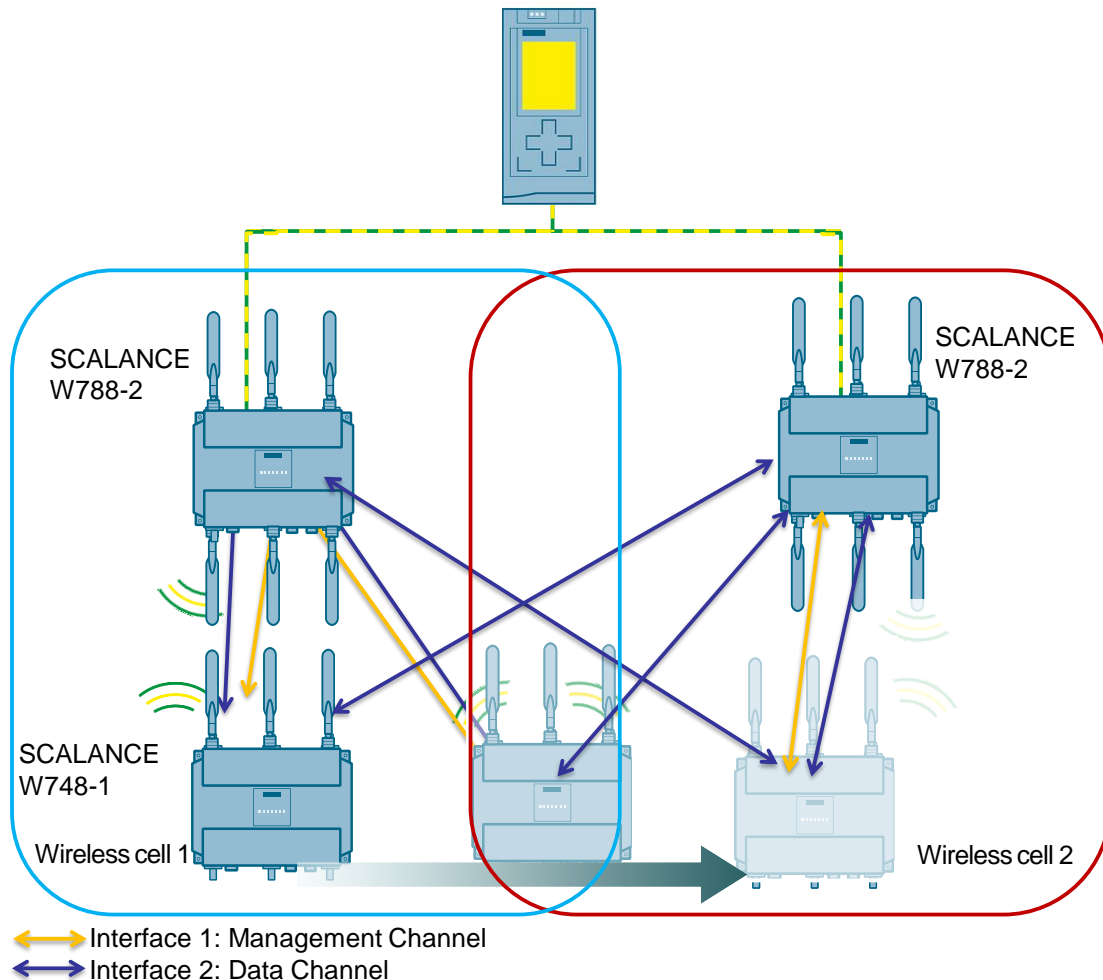 SCALANCE
W788-2
SCALANCE
W788-2
SCALANCE
W748-1
Wireless cell 1
Wireless cell 2
Interface 1: Management Channel
Interface 2: Data Channel